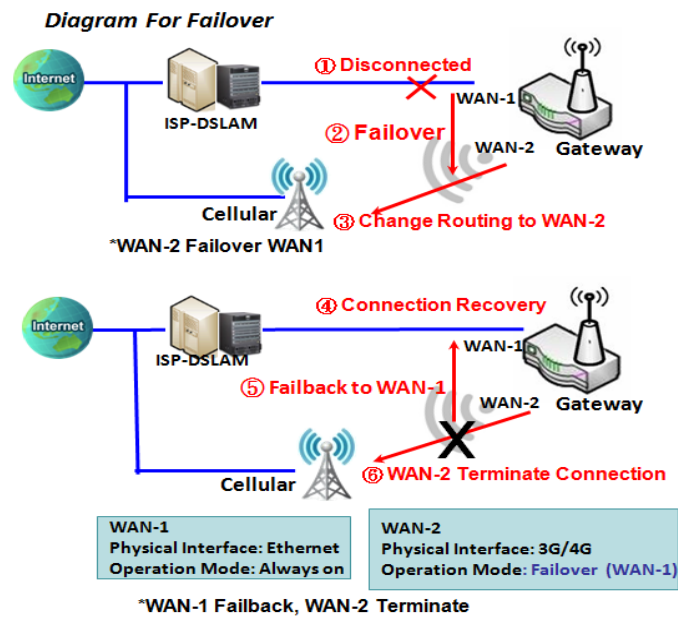 Diagram For Failover
Internet
① Disconnected
WAN-1
ISP-DSLAM
② Failover
WAN-2
Gateway
Cellular
③ Change Routing to WAN-2
*WAN-2 Failover WAN1
④ Connection Recovery
Internet
WAN-1
ISP-DSLAM
⑤ Failback to WAN-1
WAN-2
Gateway
Cellular
⑥ WAN-2 Terminate Connection
WAN-1
Physical Interface: Ethernet
Operation Mode: Always on
WAN-2
Physical Interface: 3G/4G
Operation Mode: Failover (WAN-1)
*WAN-1 Failback, WAN-2 Terminate